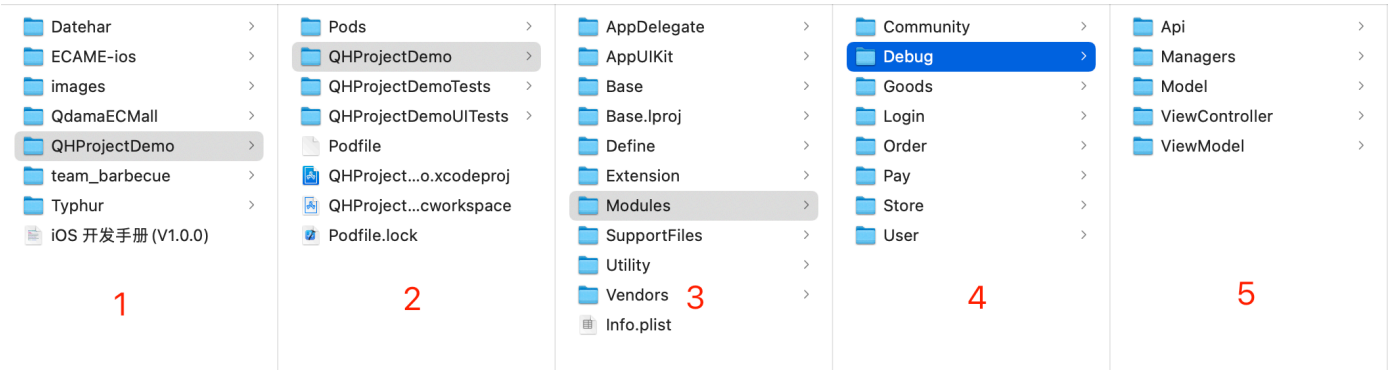 Datehar
ECAME-ios
images
QdamaECMall
QHProjectDemo
team_barbecue
Typhur
iOS 开发手册 (V1.0.0)
1
Pods
QHProjectDemo
QHProjectDemoTests
QHProjectDemoUITests
Podfile
QHProject...o.xcodeproj
QHProject...cworkspace
Podfile.lock
2
AppDelegate
AppUIKit
Base
Base.lproj
Define
Extension
Modules
SupportFiles
Utility
Vendors
Info.plist
3
Community
Debug
Goods
Login
Order
Pay
Store
User
4
Api
Managers
Model
ViewController
ViewModel
5